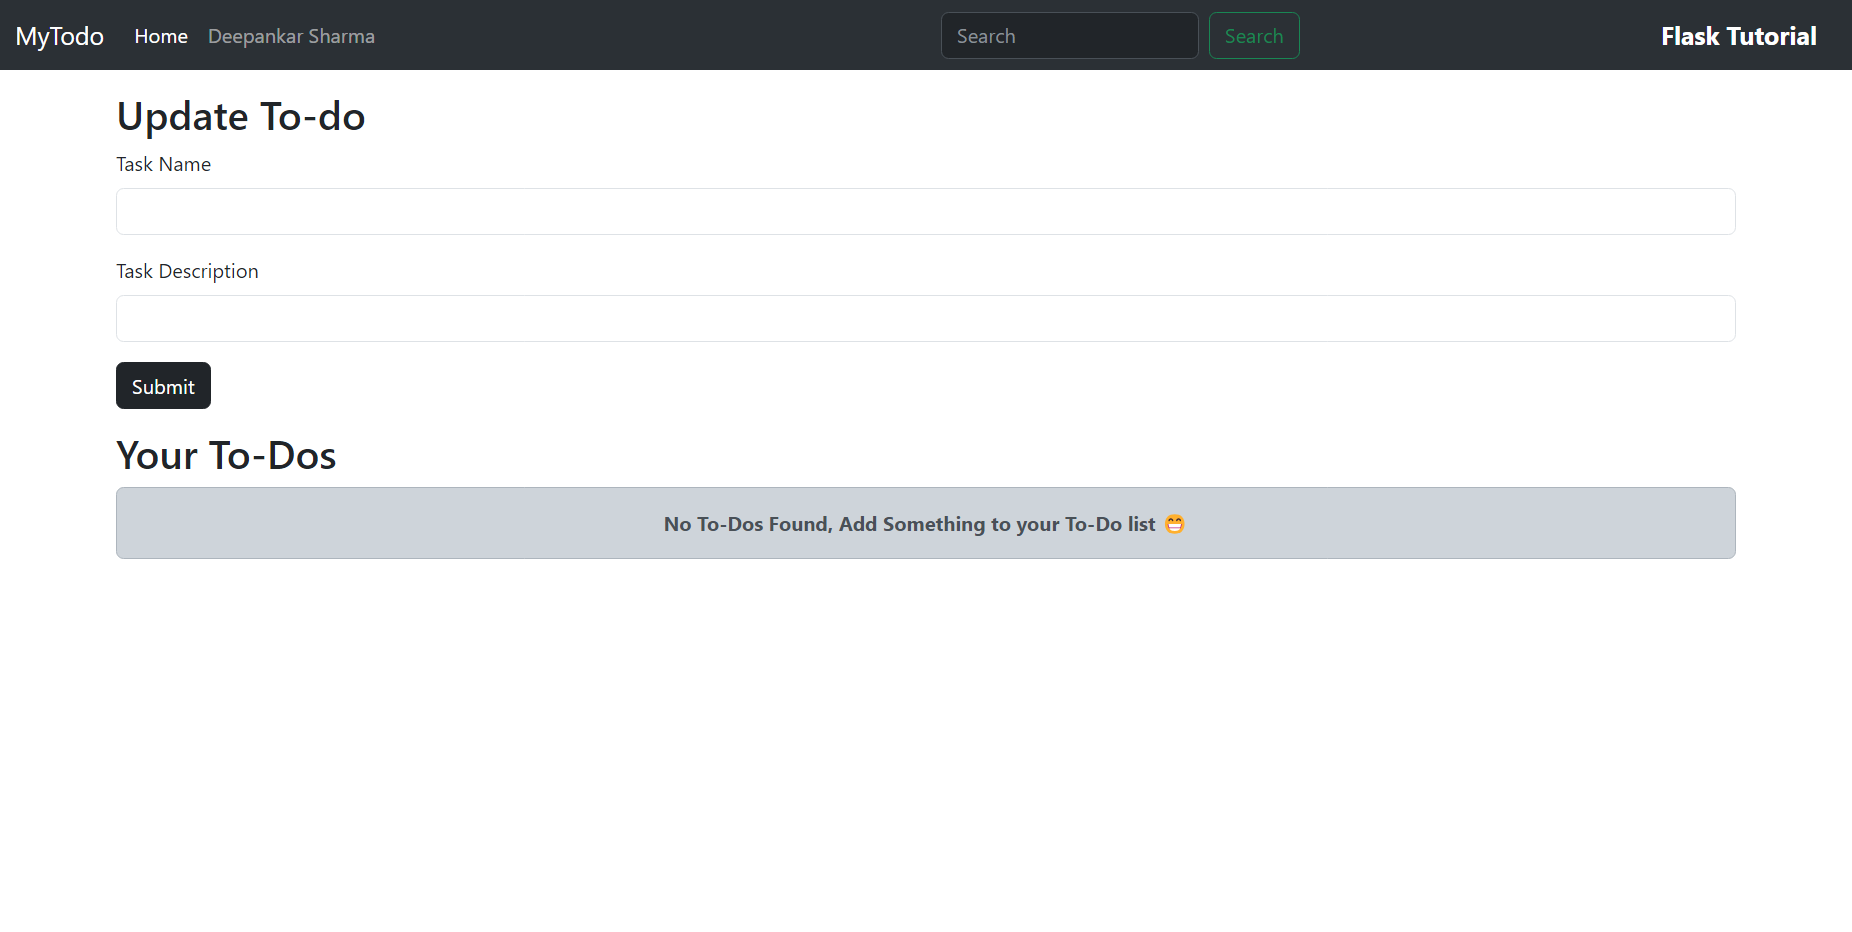 MyTodo Home Deepankar Sharma Search Search Flask Tutorial
Update To-do
Task Name
Task Description
Submit
Your To-Dos
No To-Dos Found, Add Something to your To-Do list 😁